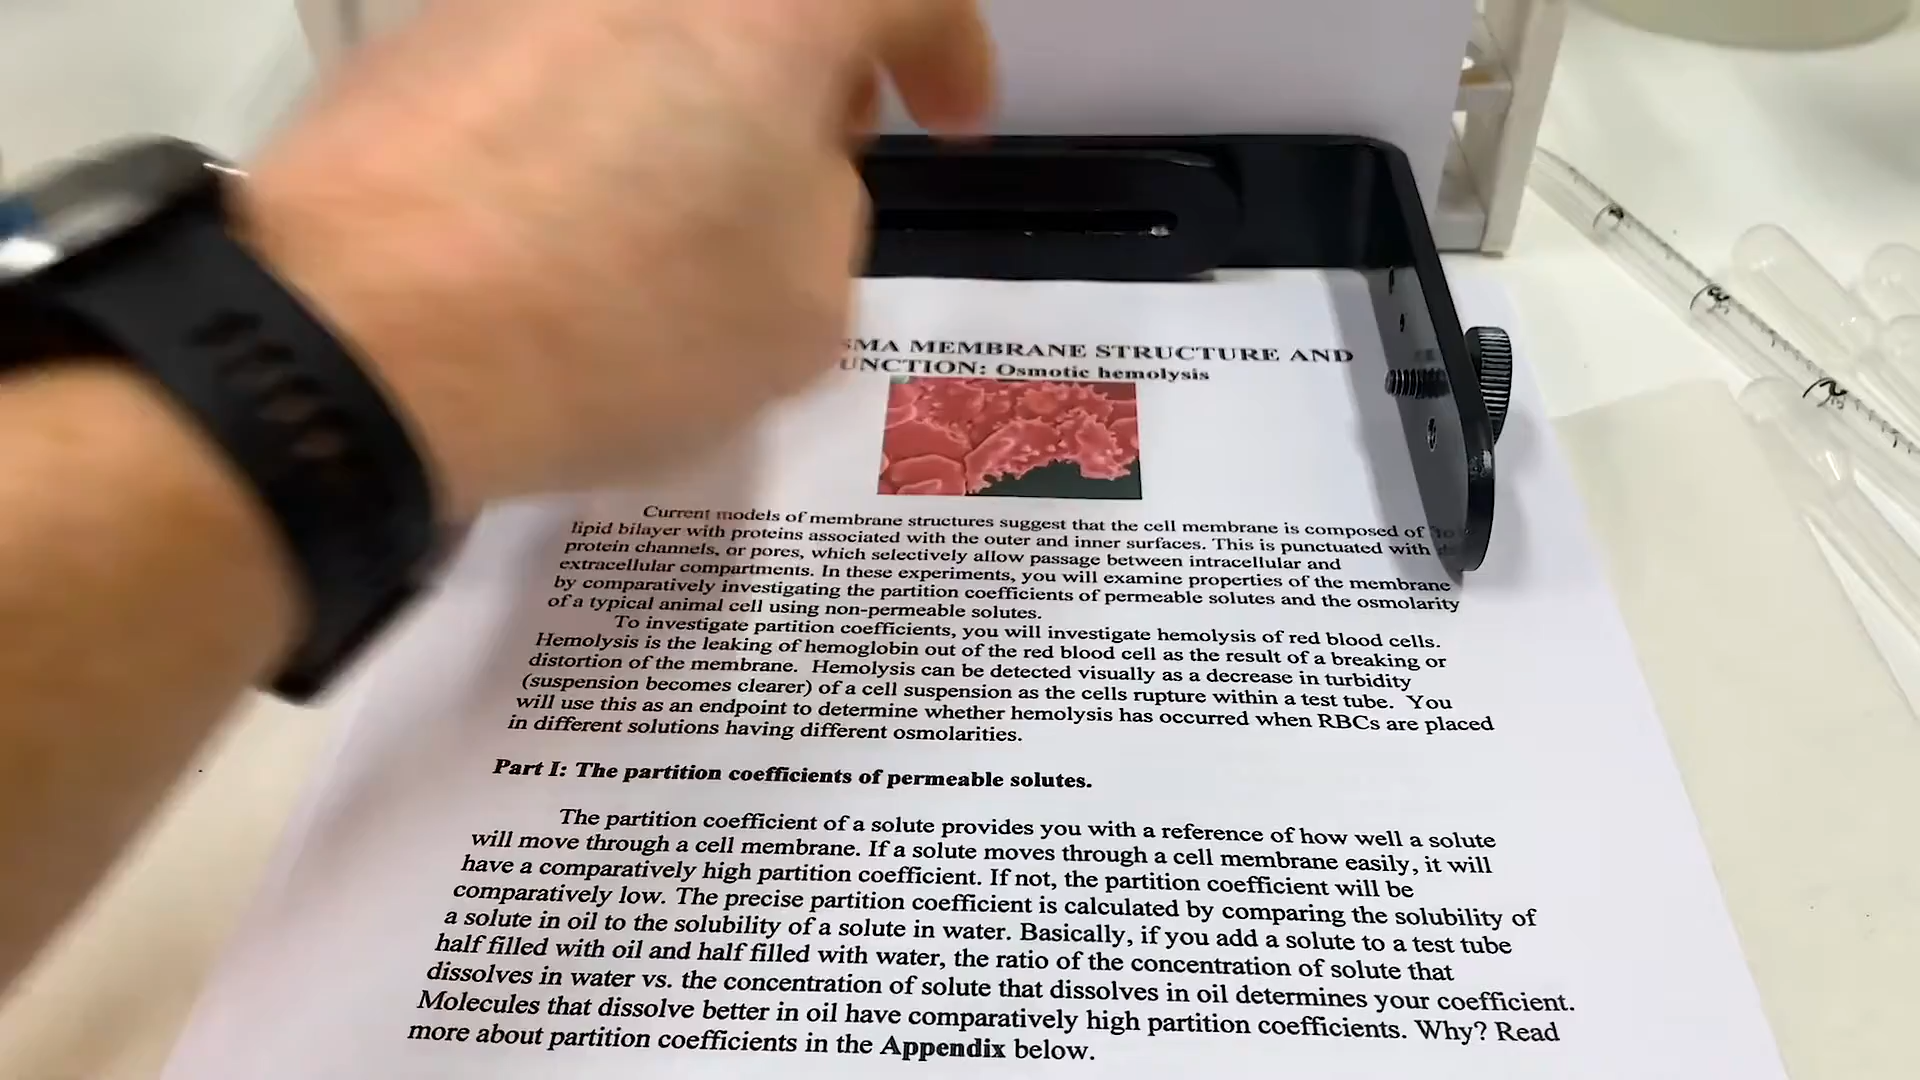 SMA MEMBRANE STRUCTURE AND
UNCTION: Osmotic hemolysis
Current models of membrane structures suggest that the cell membrane is composed of
lipid bilayer with proteins associated with the outer and inner surfaces. This is punctuated with
protein channels, or pores, which selectively allow passage between intracellular and
extracellular compartments. In these experiments, you will examine properties of the membrane
by comparatively investigating the partition coefficients of permeable solutes and the osmolarity
of a typical animal cell using non-permeable solutes.
To investigate partition coefficients, you will investigate hemolysis of red blood cells.
Hemolysis is the leaking of hemoglobin out of the red blood cell as the result of a breaking or
distortion of the membrane. Hemolysis can be detected visually as a decrease in turbidity
(suspension becomes clearer) of a cell suspension as the cells rupture within a test tube. You
will use this as an endpoint to determine whether hemolysis has occurred when RBCs are placed
in different solutions having different osmolarities.
Part I: The partition coefficients of permeable solutes.
The partition coefficient of a solute provides you with a reference of how well a solute
will move through a cell membrane. If a solute moves through a cell membrane easily, it will
have a comparatively high partition coefficient. If not, the partition coefficient will be
comparatively low. The precise partition coefficient is calculated by comparing the solubility of
a solute in oil to the solubility of a solute in water. Basically, if you add a solute to a test tube
half filled with oil and half filled with water, the ratio of the concentration of solute that
dissolves in water vs. the concentration of solute that dissolves in oil determines your coefficient.
Molecules that dissolve better in oil have comparatively high partition coefficients. Why? Read
more about partition coefficients in the Appendix below.
3
2